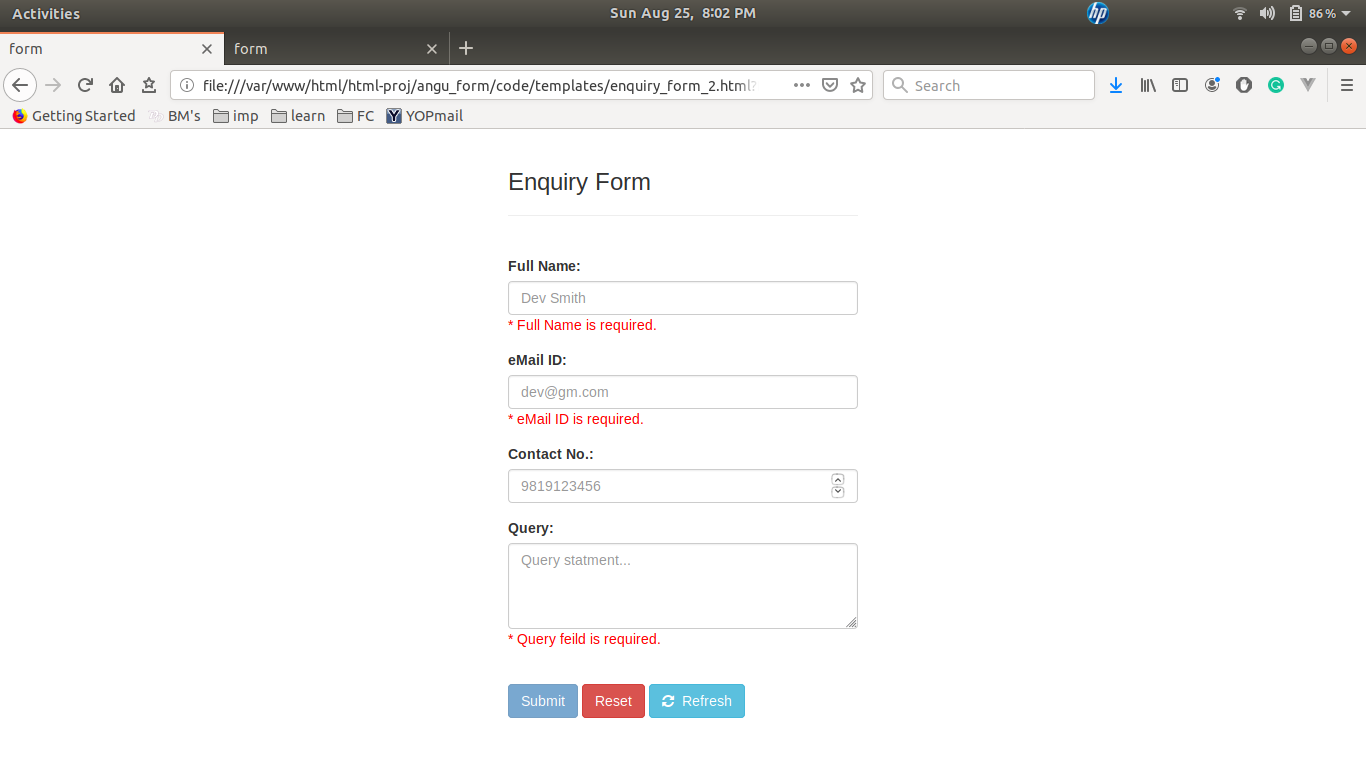 Activities Sun Aug 25, 8:02 PM hp 86 %
form form
file:///var/www/html/html-proj/angu_form/code/templates/enquiry_form_2.html? Search
Getting Started BM's imp learn FC Y YOPmail
Enquiry Form
Full Name:
Dev Smith
* Full Name is required.
eMail ID:
dev@gm.com
* eMail ID is required.
Contact No.:
9819123456
Query:
Query statment...
* Query feild is required.
Submit Reset Refresh